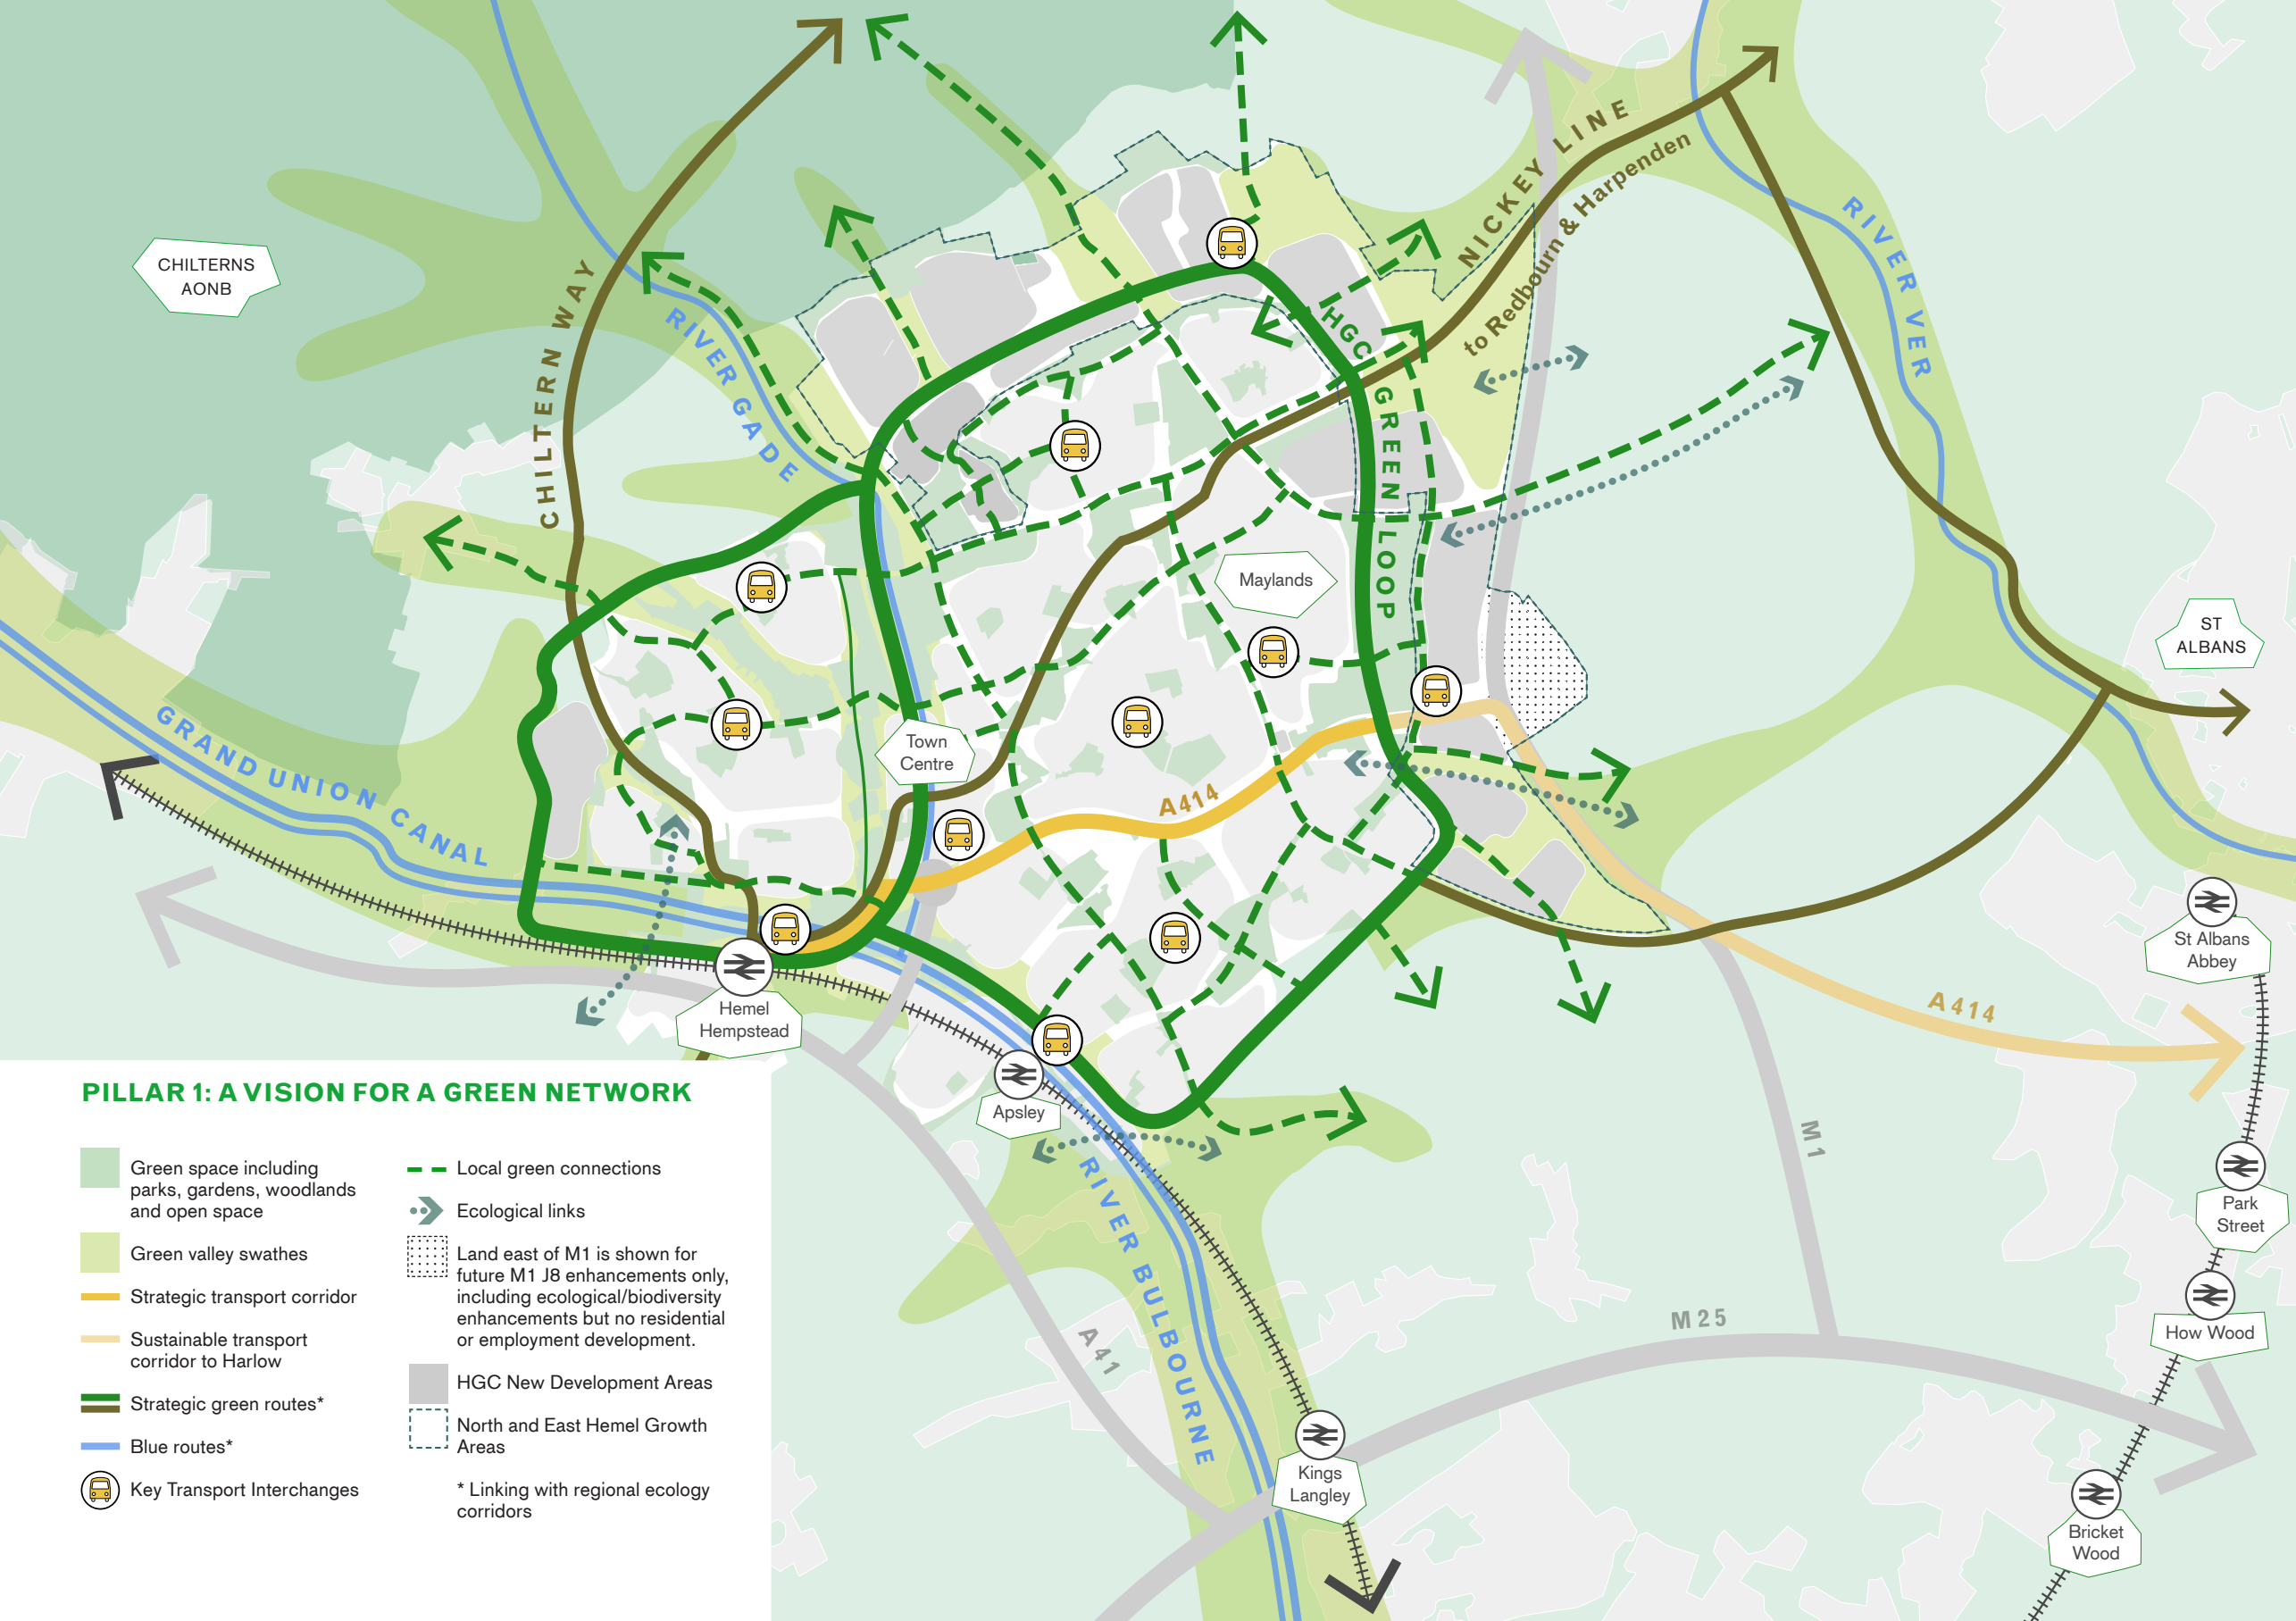 CHILTERNS
AONB
CHILTERN WAY
RIVER GADE
NICKEY LINE
to Redbourn & Harpenden
RIVER VER
HGC GREEN LOOP
Maylands
ST
ALBANS
GRAND UNION CANAL
Town
Centre
A414
St Albans
Abbey
Hemel
Hempstead
A414
Apsley
M1
Park
Street
RIVER BULBOURNE
A41
M25
How Wood
Kings
Langley
Bricket
Wood
PILLAR 1: A VISION FOR A GREEN NETWORK
Green space including
parks, gardens, woodlands
and open space
Green valley swathes
Strategic transport corridor
Sustainable transport
corridor to Harlow
Strategic green routes*
Blue routes*
Key Transport Interchanges
Local green connections
Ecological links
Land east of M1 is shown for
future M1 J8 enhancements only,
including ecological/biodiversity
enhancements but no residential
or employment development.
HGC New Development Areas
North and East Hemel Growth
Areas
* Linking with regional ecology
corridors